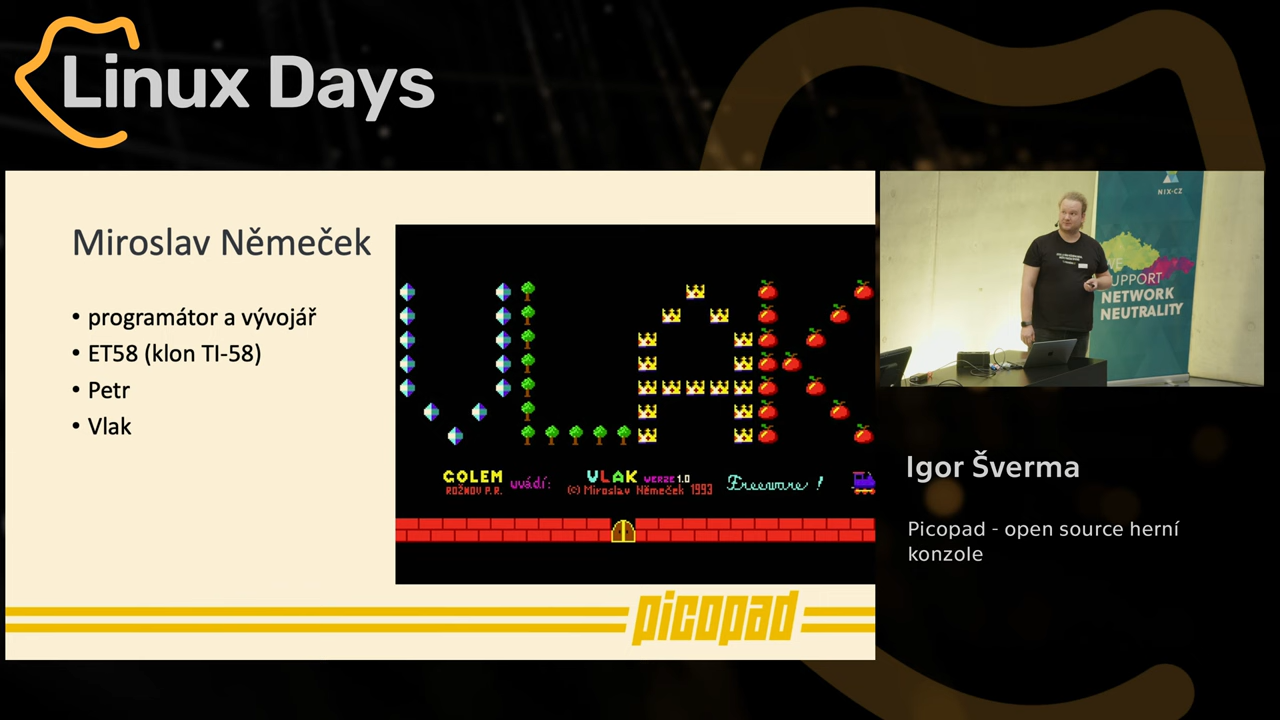 Linux Days
Miroslav Němeček
• programátor a vývojář
• ET58 (klon TI-58)
• Petr
• Vlak
VLAK
GOLEM
ROŽNOV P.R.
uvádí:
VLAK VERZE 1.0
(c) Miroslav Němeček 1993
Freeware !
picopad
NIX·CZ
WE
SUPPORT
NETWORK
NEUTRALITY
Igor Šverma
Picopad - open source herní
konzole